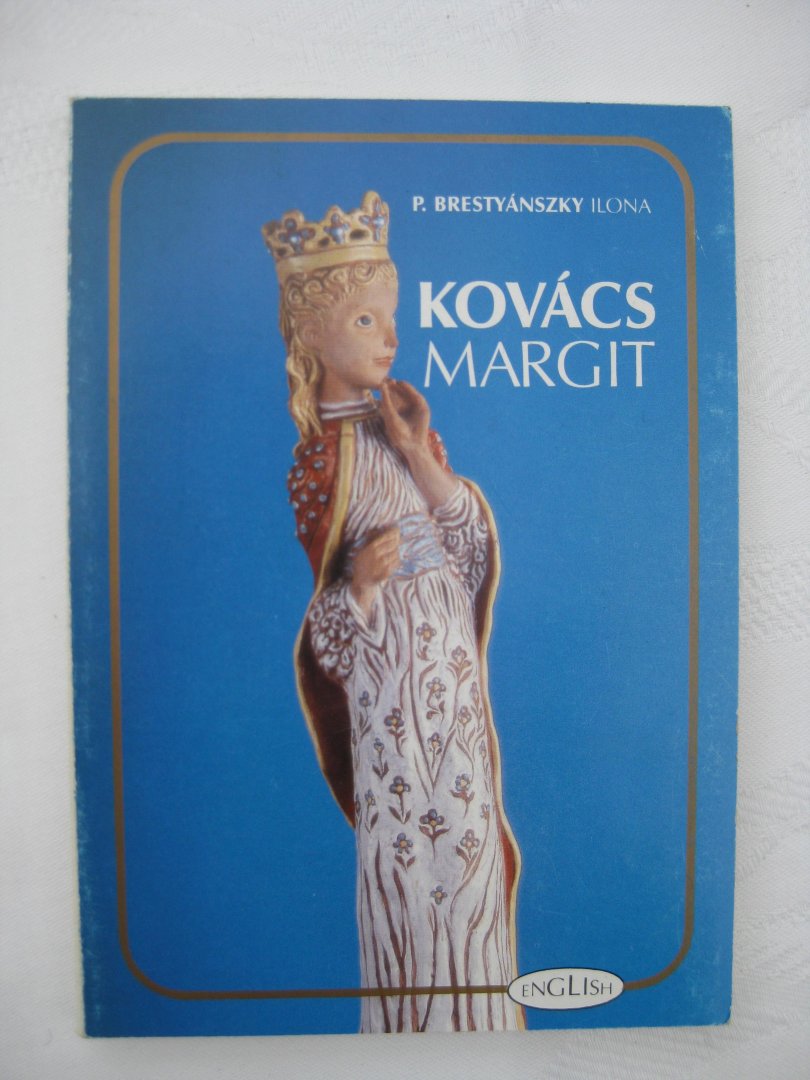 P. BRESTYÁNSZKY ILONA
KOVÁCS
MARGIT
ENGLISH